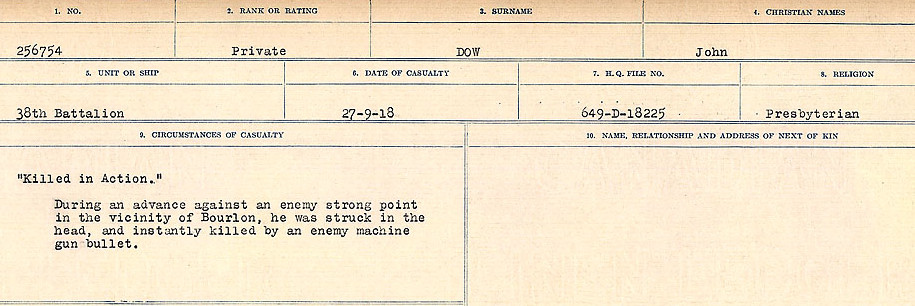 1. NO. 2. RANK OR RATING 3. SURNAME 4. CHRISTIAN NAMES
256754 Private DOW John
5. UNIT OR SHIP 6. DATE OF CASUALTY 7. H.Q. FILE NO. 8. RELIGION
38th Battalion 27-9-18 649-D-18225 Presbyterian
9. CIRCUMSTANCES OF CASUALTY 10. NAME, RELATIONSHIP AND ADDRESS OF NEXT OF KIN
"Killed in Action."
During an advance against an enemy strong point
in the vicinity of Bourlon, he was struck in the
head, and instantly killed by an enemy machine
gun bullet.